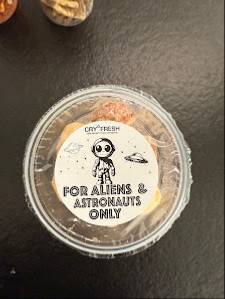 CRY FRESH
FOR ALIENS &
ASTRONAUTS
ONLY